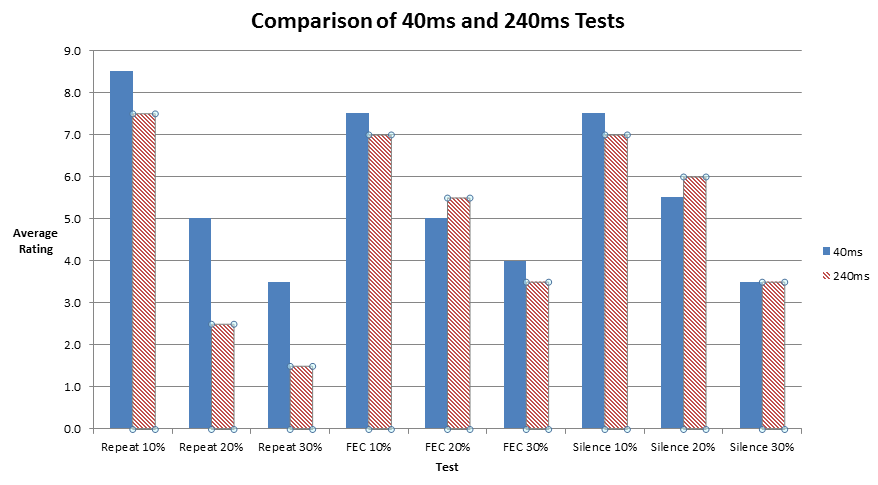 Comparison of 40ms and 240ms Tests
9.0
8.0
7.0
6.0
5.0
4.0
3.0
2.0
1.0
0.0
Average
Rating
40ms
240ms
Repeat 10% Repeat 20% Repeat 30% FEC 10% FEC 20% FEC 30% Silence 10% Silence 20% Silence 30%
Test